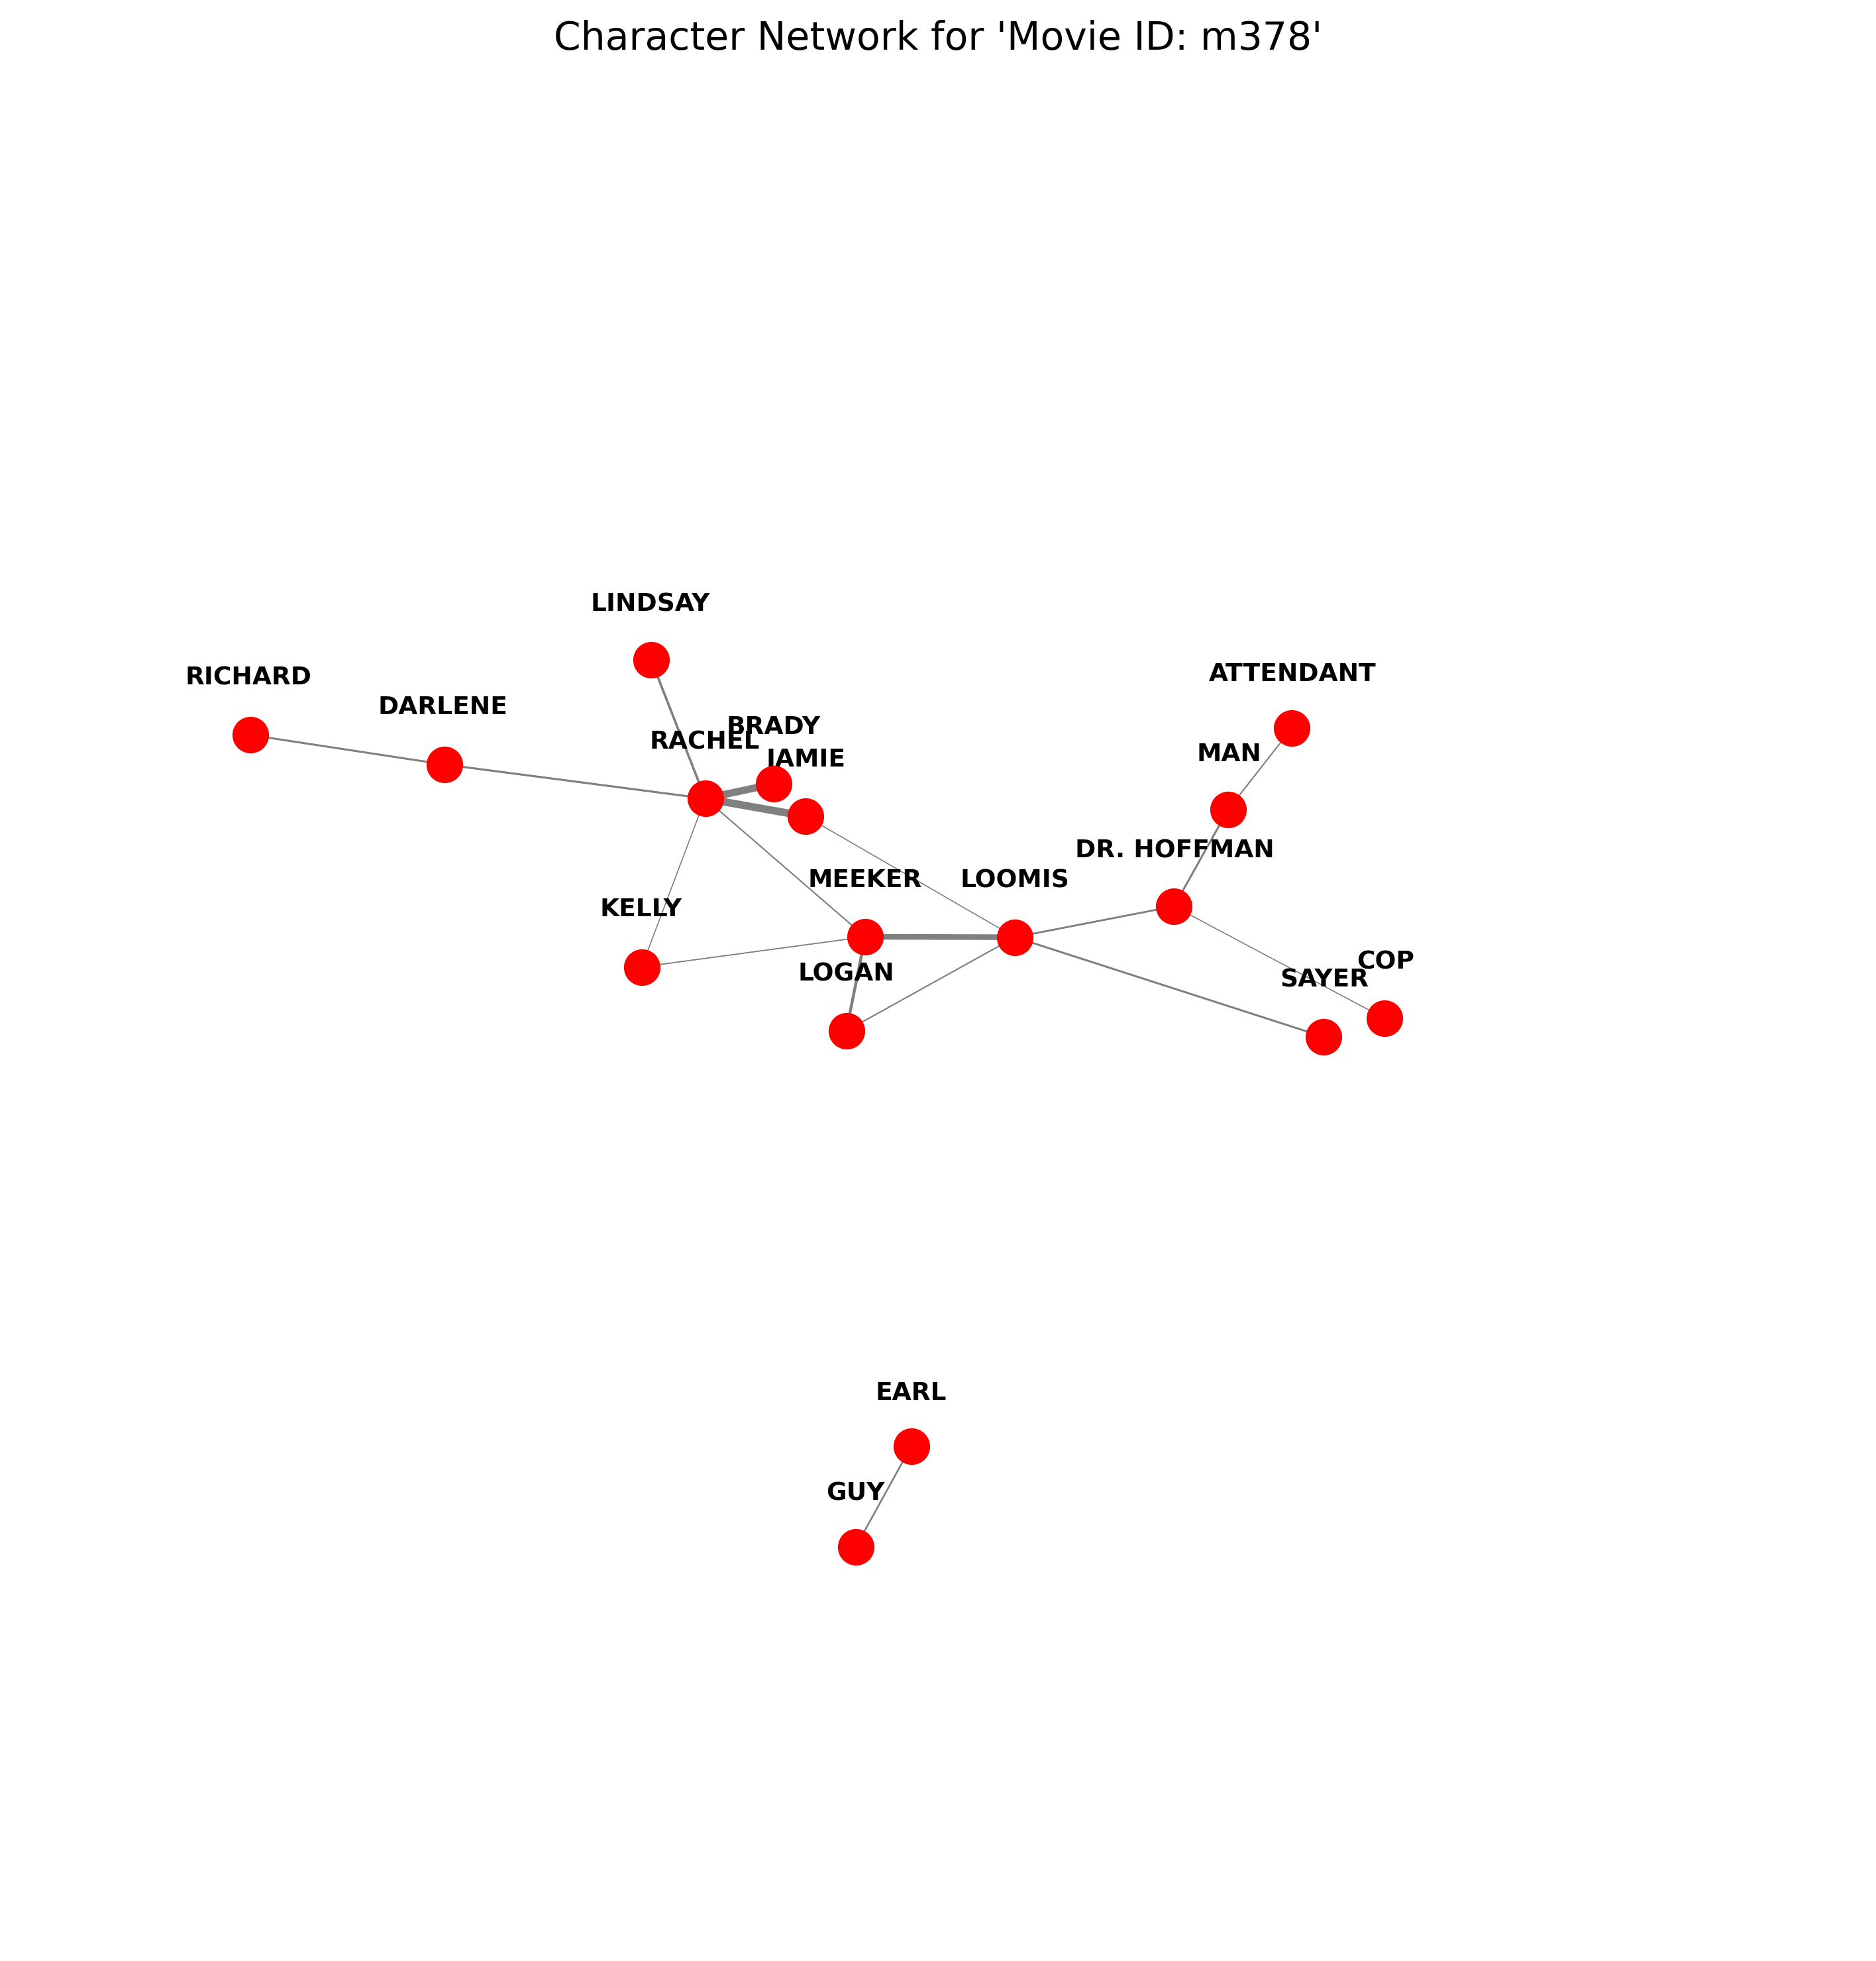 Character Network for 'Movie ID: m378'
LINDSAY
RICHARD
ATTENDANT
DARLENE
BRADY
RACHEL
MAN
JAMIE
DR. HOFFMAN
MEEKER
LOOMIS
KELLY
COP
LOGAN
SAYER
EARL
GUY